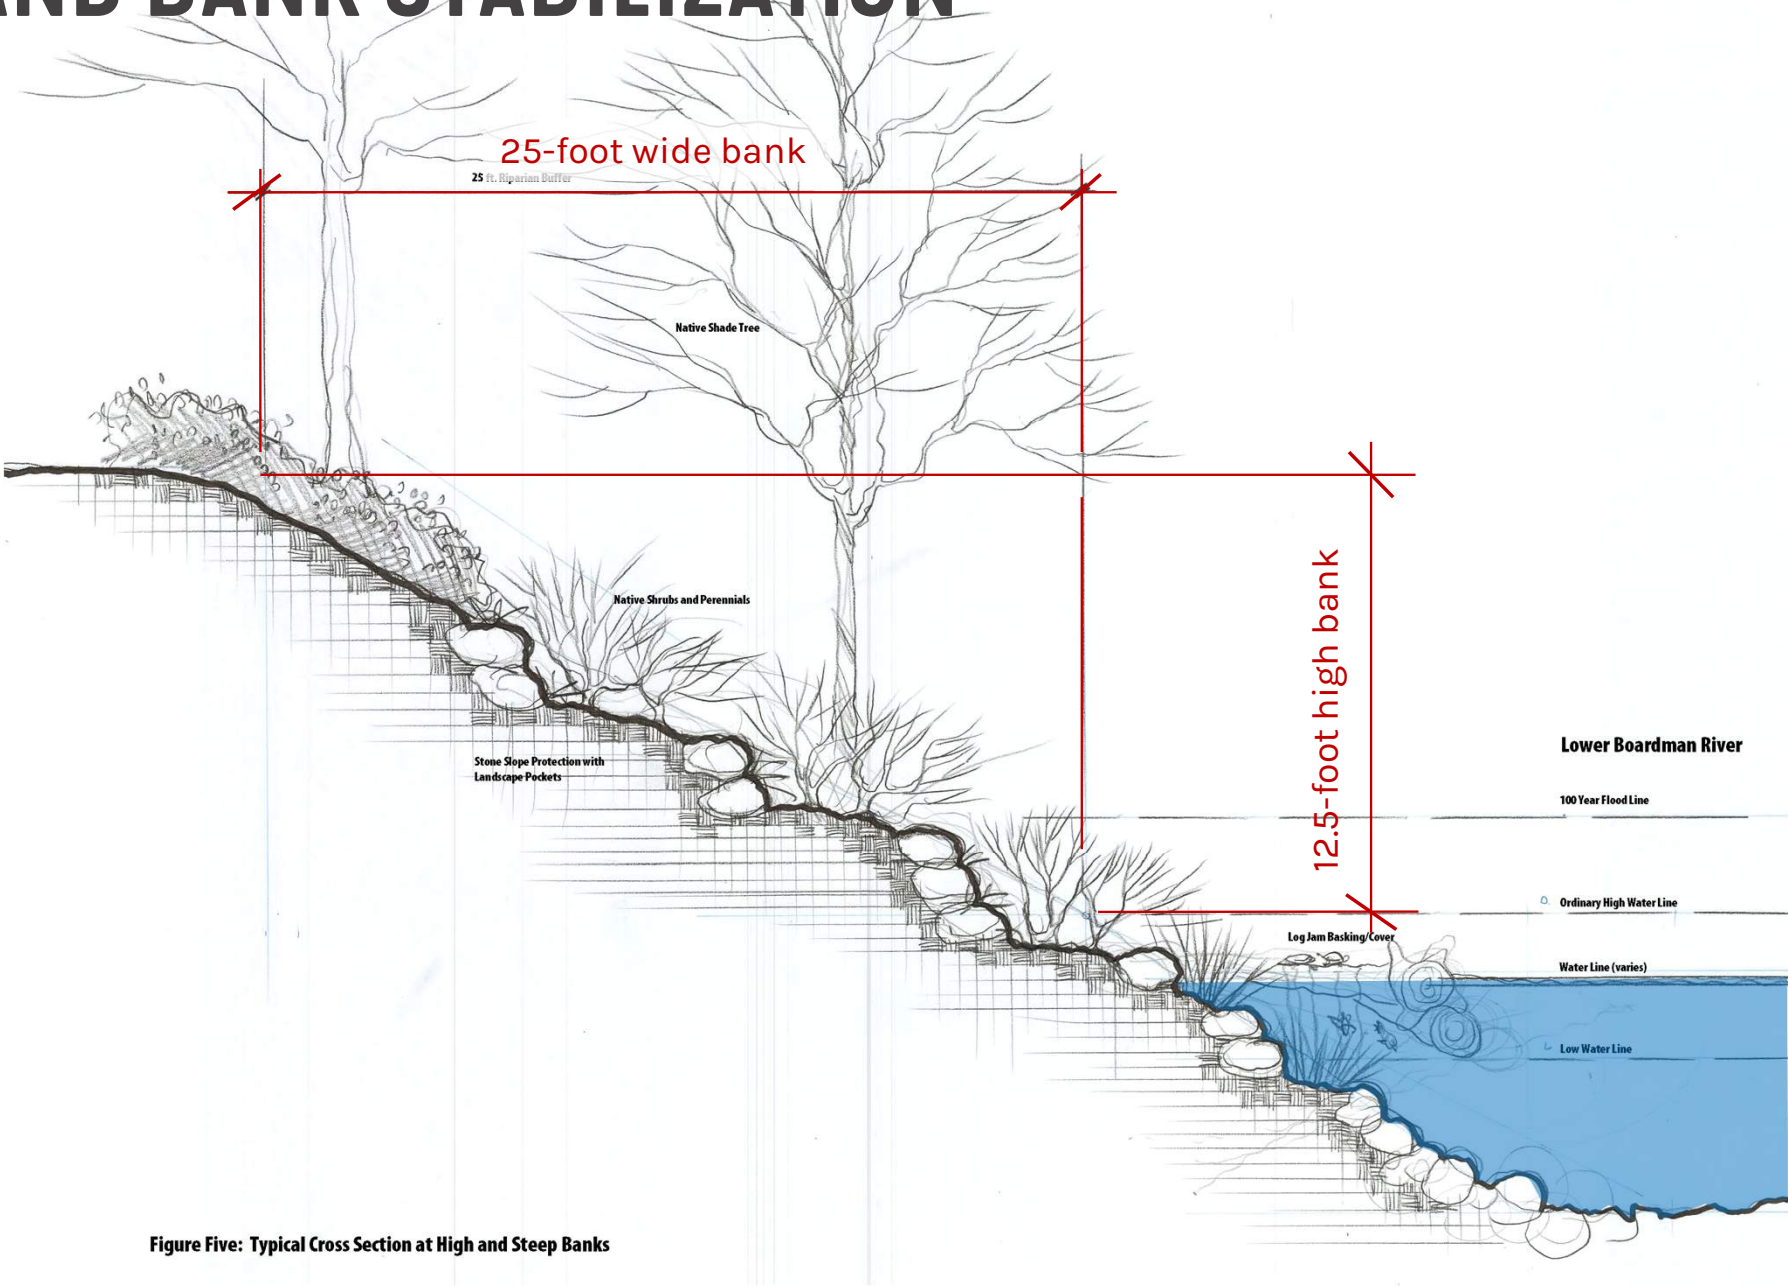 AND BANK STABILIZATION
25-foot wide bank
25 ft. Riparian Buffer
Native Shade Tree
Native Shrubs and Perennials
12.5-foot high bank
Stone Slope Protection with
Landscape Pockets
Lower Boardman River
100 Year Flood Line
Ordinary High Water Line
Log Jam Basking/Cover
Water Line (varies)
Low Water Line
Figure Five: Typical Cross Section at High and Steep Banks